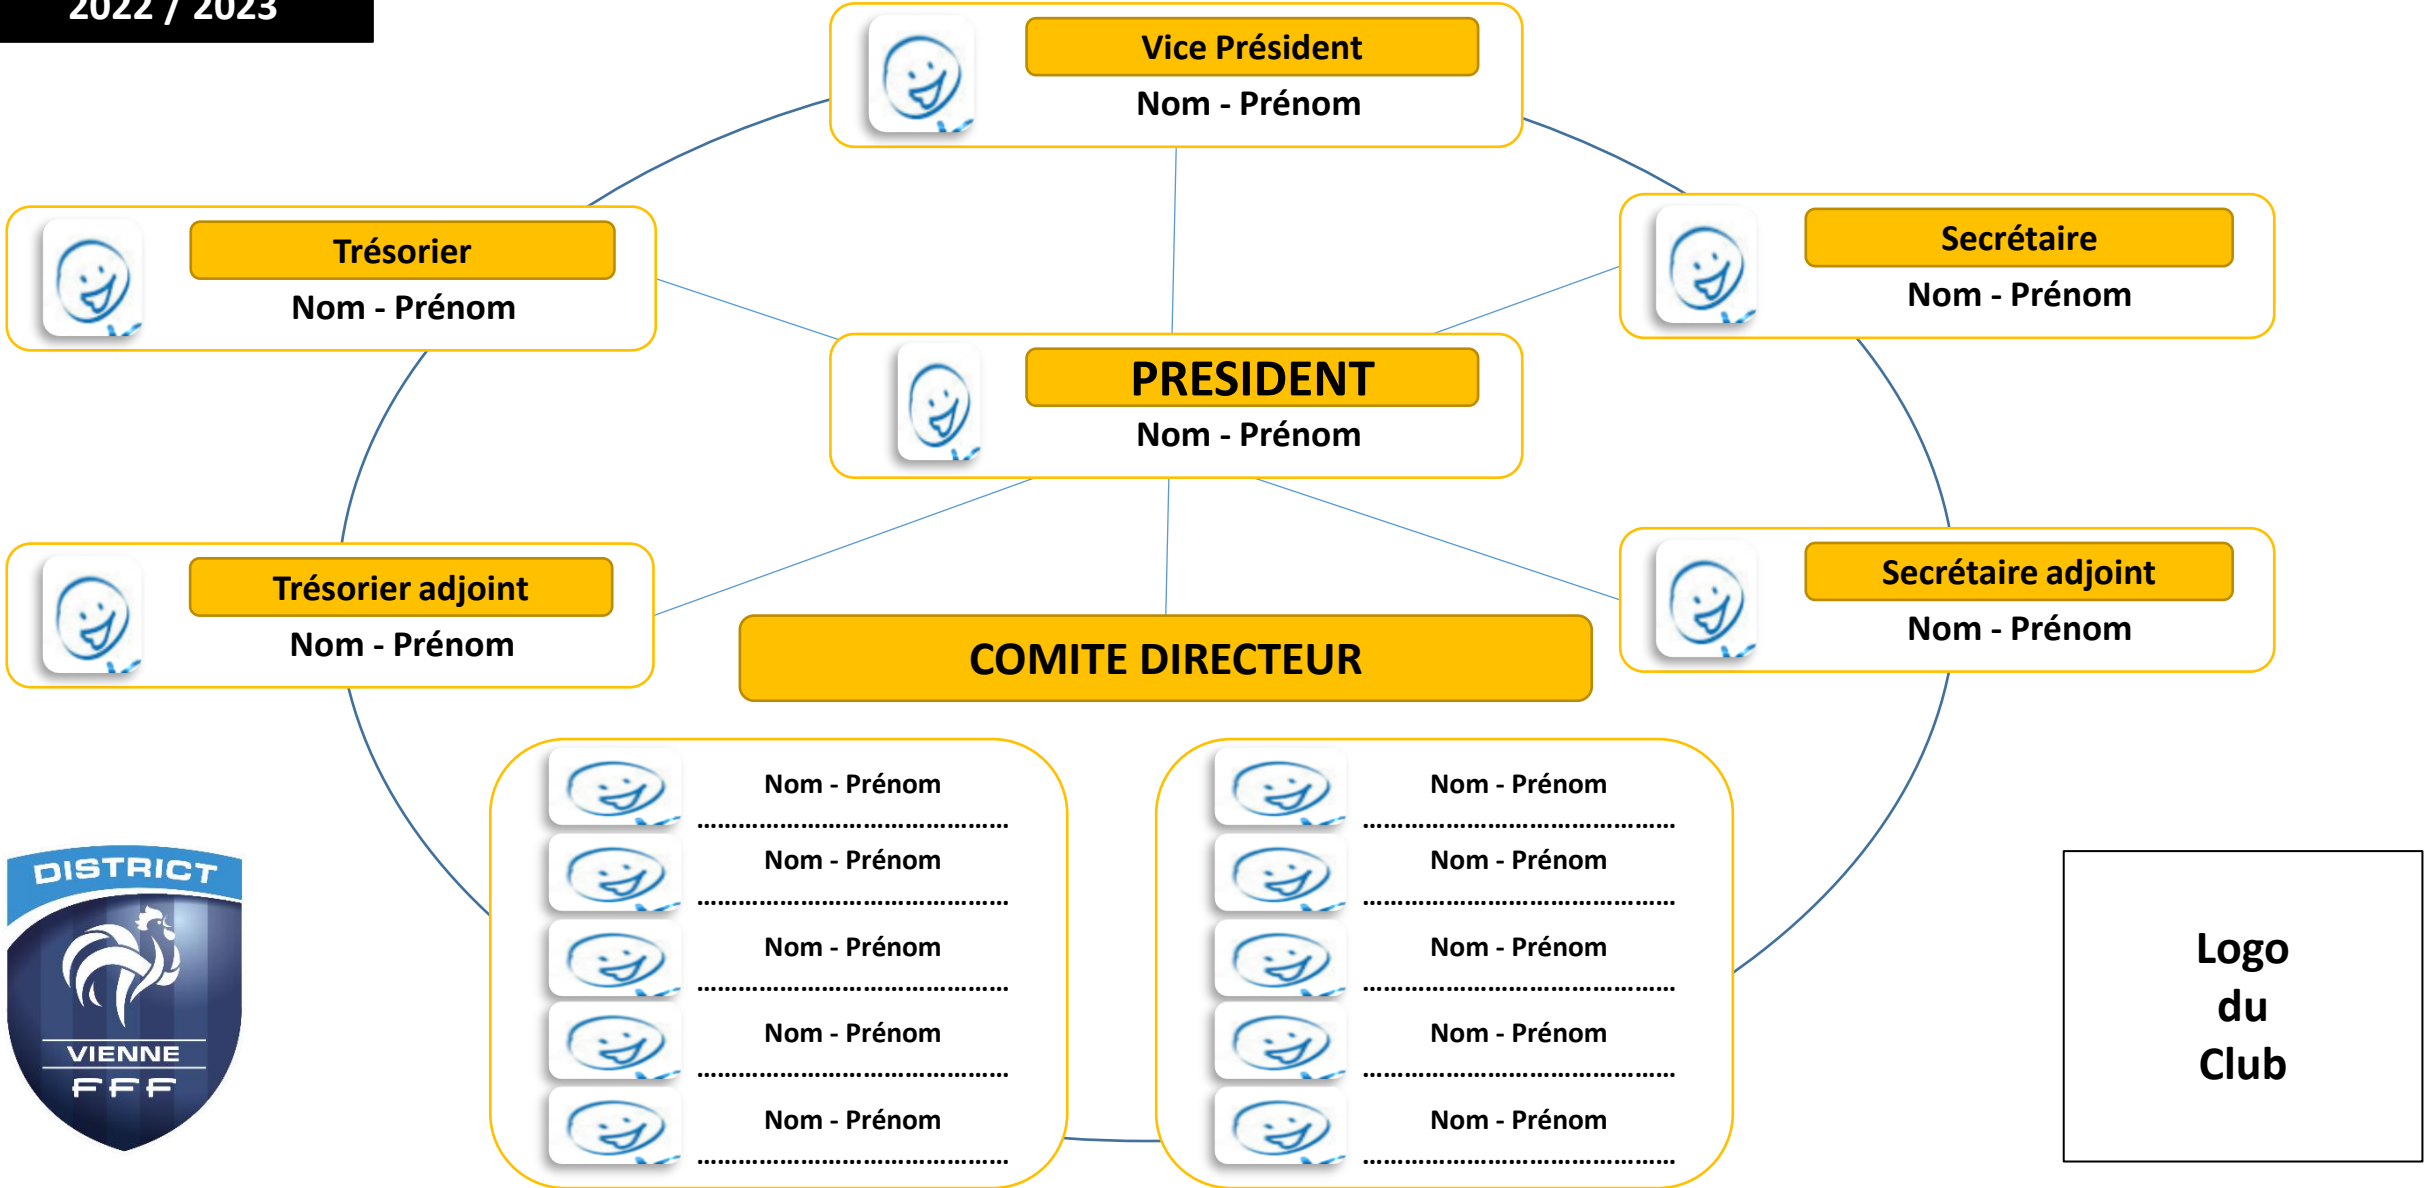 2022 / 2023
Vice Président
Nom - Prénom
Trésorier
Nom - Prénom
Secrétaire
Nom - Prénom
PRESIDENT
Nom - Prénom
Trésorier adjoint
Nom - Prénom
Secrétaire adjoint
Nom - Prénom
COMITE DIRECTEUR
Nom - Prénom
................................................
Nom - Prénom
................................................
Nom - Prénom
................................................
Nom - Prénom
................................................
Nom - Prénom
................................................
Nom - Prénom
................................................
Nom - Prénom
................................................
Nom - Prénom
................................................
Nom - Prénom
................................................
Nom - Prénom
................................................
DISTRICT
VIENNE
FFF
Logo
du
Club